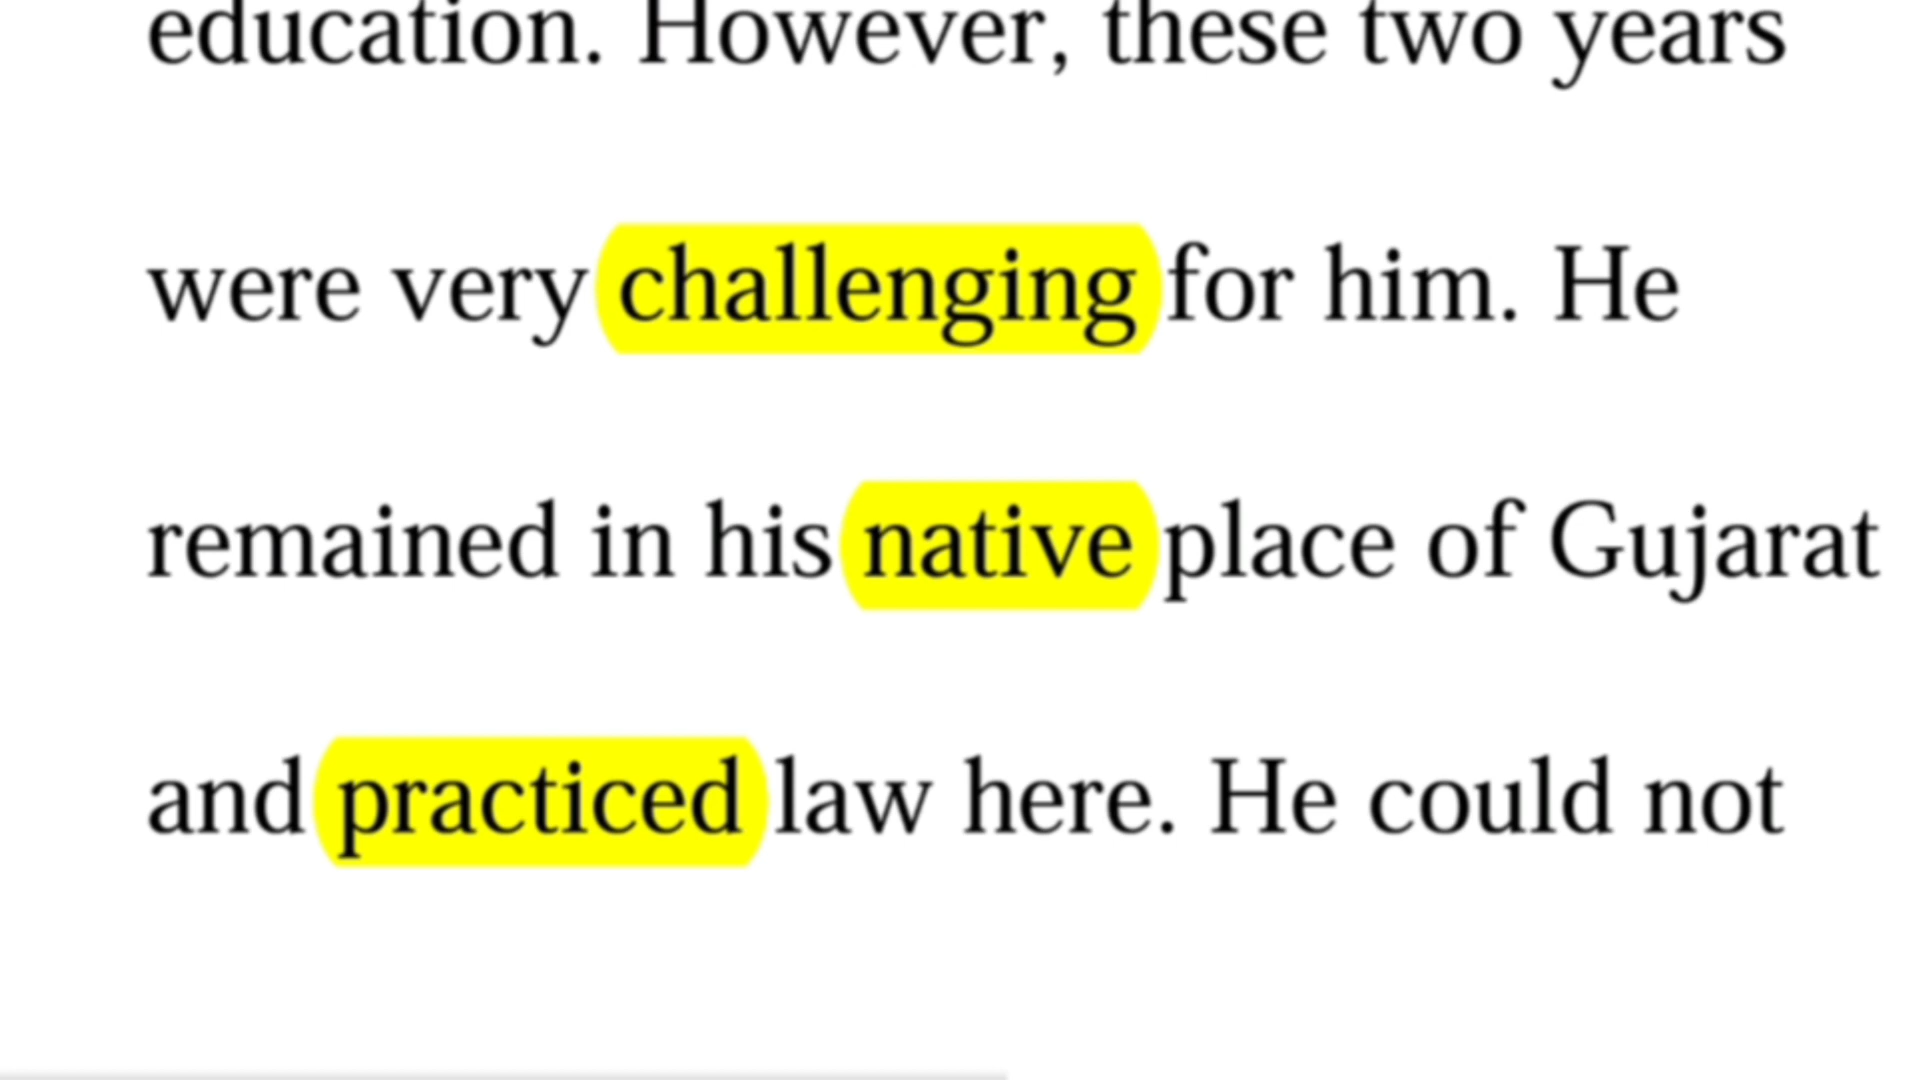 education. However, these two years
were very challenging for him. He
remained in his native place of Gujarat
and practiced law here. He could not